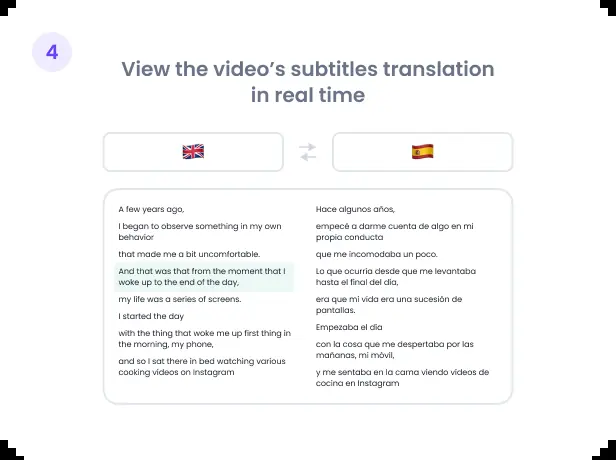 4
View the video’s subtitles translation
in real time
A few years ago,
I began to observe something in my own
behavior
that made me a bit uncomfortable.
And that was that from the moment that I
woke up to the end of the day,
my life was a series of screens.
I started the day
with the thing that woke me up first thing in
the morning, my phone,
and so I sat there in bed watching various
cooking videos on Instagram
Hace algunos años,
empecé a darme cuenta de algo en mi
propia conducta
que me incomodaba un poco.
Lo que ocurría desde que me levantaba
hasta el final del día,
era que mi vida era una sucesión de
pantallas.
Empezaba el día
con la cosa que me despertaba por las
mañanas, mi móvil,
y me sentaba en la cama viendo vídeos de
cocina en Instagram